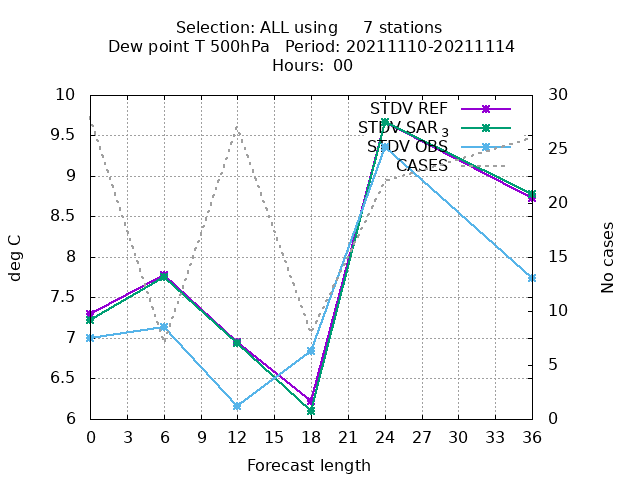 Selection: ALL using     7 stations
Dew point T 500hPa   Period: 20211110-20211114
Hours:  00
STDV REF
STDV SAR 3
STDV OBS
CASES
deg C
10
9.5
9
8.5
8
7.5
7
6.5
6
30
25
20
15
10
5
0
No cases
0 3 6 9 12 15 18 21 24 27 30 33 36
Forecast length